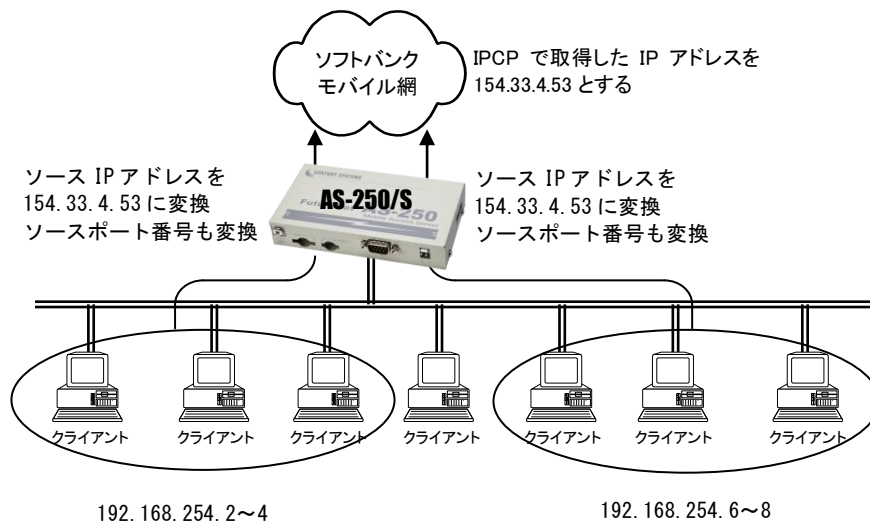 ソフトバンク
モバイル網
IPCP で取得した IP アドレスを
154.33.4.53 とする
ソース IP アドレスを
154.33.4.53 に変換
ソースポート番号も変換
CENTURY SYSTEMS
AS-250/S
AS-250
ソース IP アドレスを
154.33.4.53 に変換
ソースポート番号も変換
クライアント
クライアント
クライアント
クライアント
クライアント
クライアント
クライアント
192.168.254.2～4
192.168.254.6～8